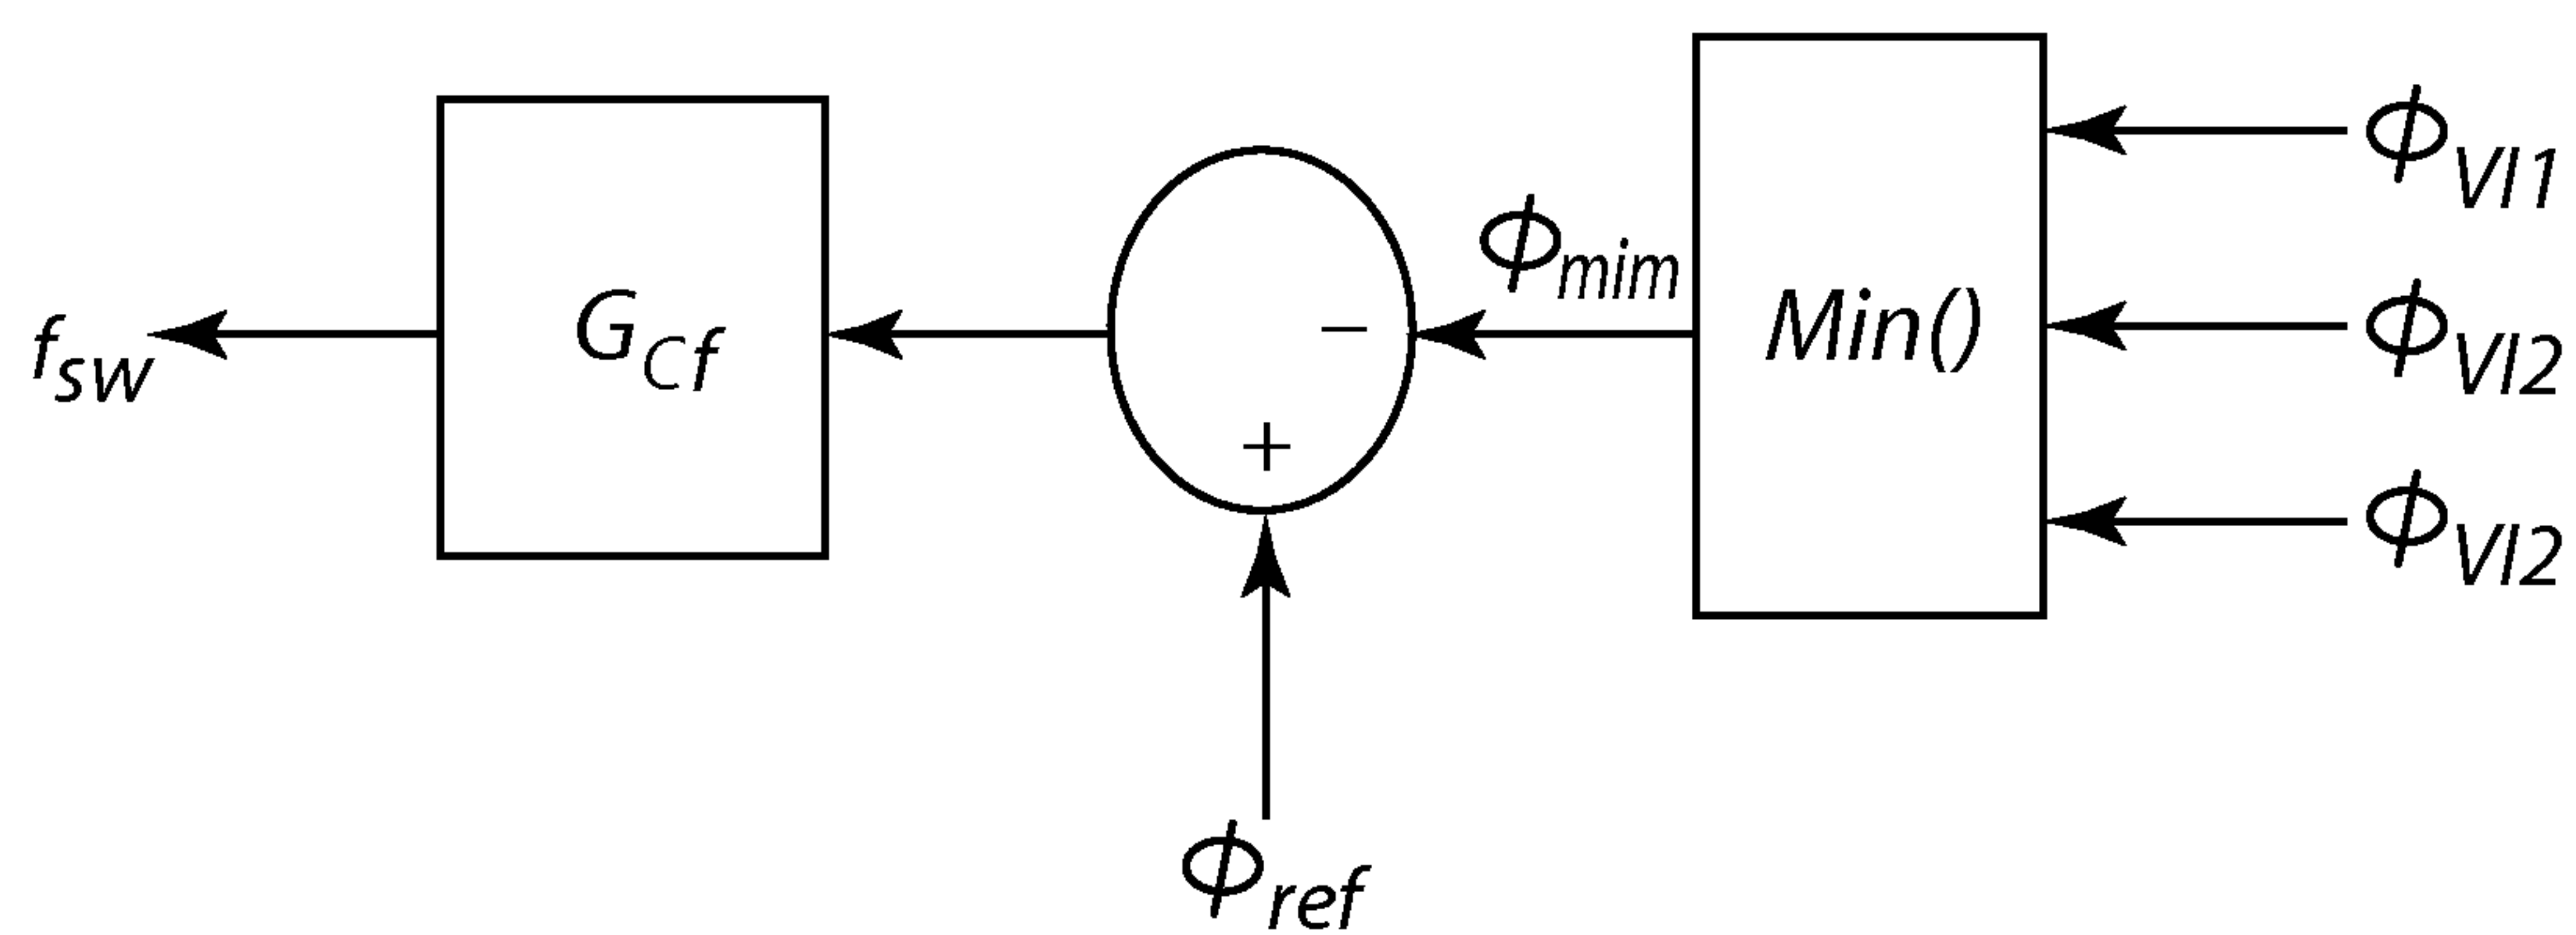 ϕVI1
ϕmim
fsw
GCf
−
Min()
ϕVI2
+
ϕVI2
ϕref